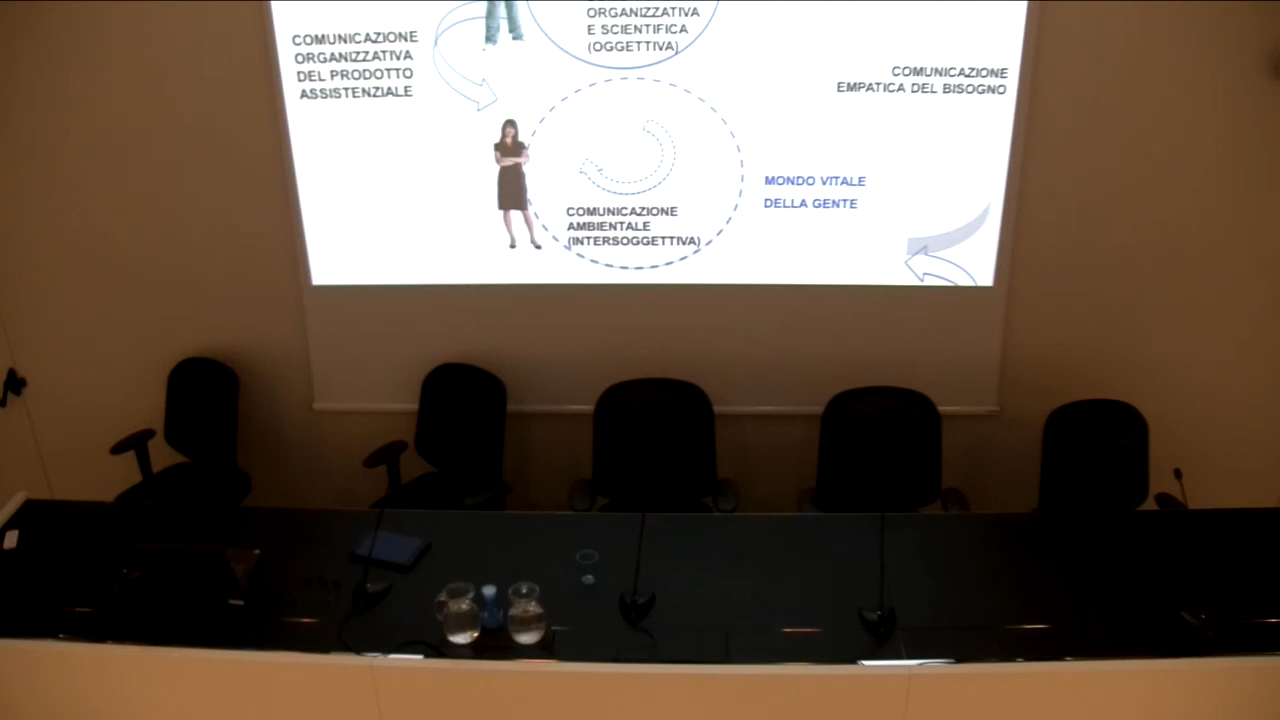 ORGANIZZATIVA
E SCIENTIFICA
(OGGETTIVA)
COMUNICAZIONE
ORGANIZZATIVA
DEL PRODOTTO
ASSISTENZIALE
COMUNICAZIONE
EMPATICA DEL BISOGNO
MONDO VITALE
DELLA GENTE
COMUNICAZIONE
AMBIENTALE
(INTERSOGGETTIVA)